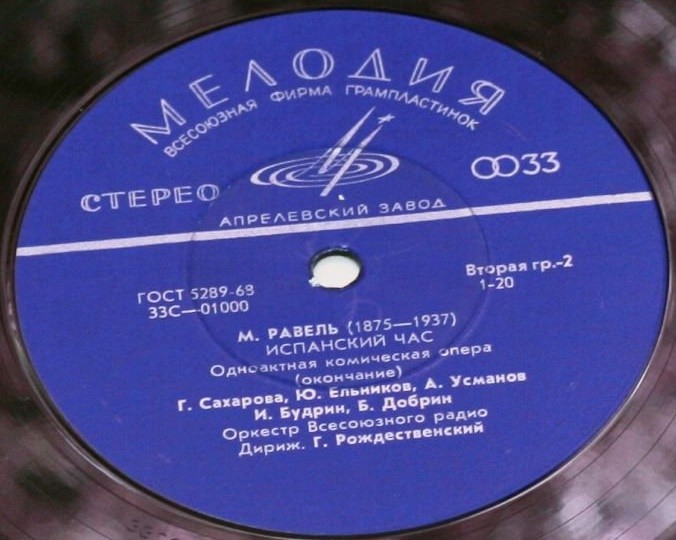 МЕЛОДИЯ
ВСЕСОЮЗНАЯ ФИРМА ГРАМПЛАСТИНОК
СТЕРЕО
33
АПРЕЛЕВСКИЙ ЗАВОД
ГОСТ 5289-68
33С—01000
Вторая гр.-2
1-20
М. РАВЕЛЬ (1875—1937)
ИСПАНСКИЙ ЧАС
Одноактная комическая опера
(окончание)
Г. Сахарова, Ю. Ельников, А. Усманов
И. Будрин, Б. Добрин
Оркестр Всесоюзного радио
Дириж. Г. Рождественский